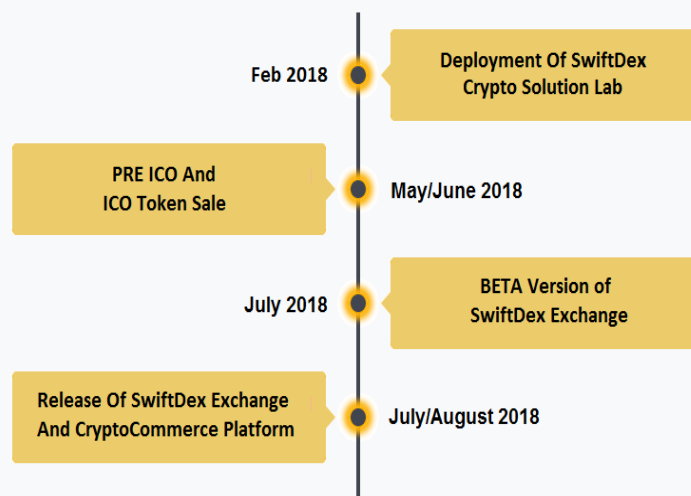 Feb 2018
Deployment Of SwiftDex
Crypto Solution Lab
PRE ICO And
ICO Token Sale
May/June 2018
July 2018
BETA Version of
SwiftDex Exchange
Release Of SwiftDex Exchange
And CryptoCommerce Platform
July/August 2018